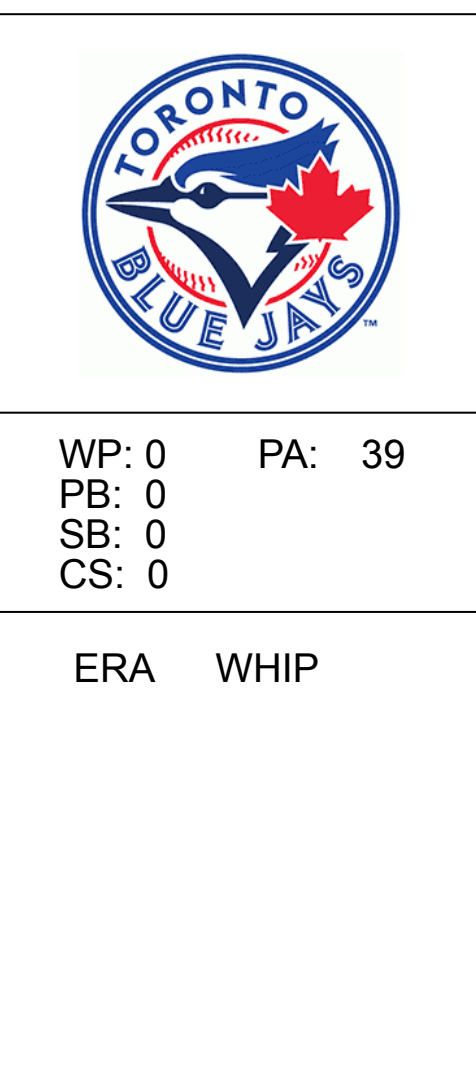 TORONTO
BLUE JAYS
TM
WP: 0 PA: 39
PB: 0
SB: 0
CS: 0
ERA WHIP